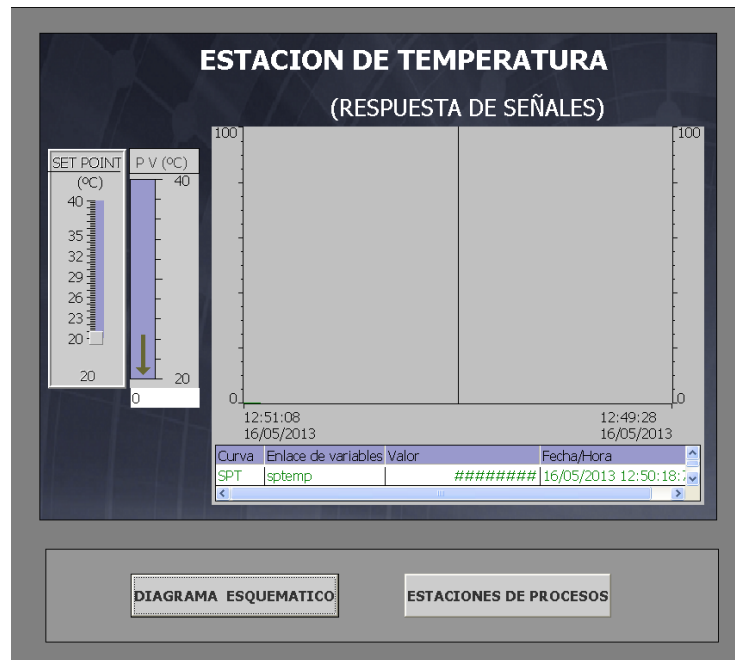 ESTACION DE TEMPERATURA
(RESPUESTA DE SEÑALES)
SET POINT
(ºC)
40
35
32
29
26
23
20
20
P V (ºC)
40
20
0
100
100
0
0
12:51:08
16/05/2013
12:49:28
16/05/2013
Curva Enlace de variables Valor Fecha/Hora
SPT sptemp ######## 16/05/2013 12:50:18:
DIAGRAMA ESQUEMATICO
ESTACIONES DE PROCESOS